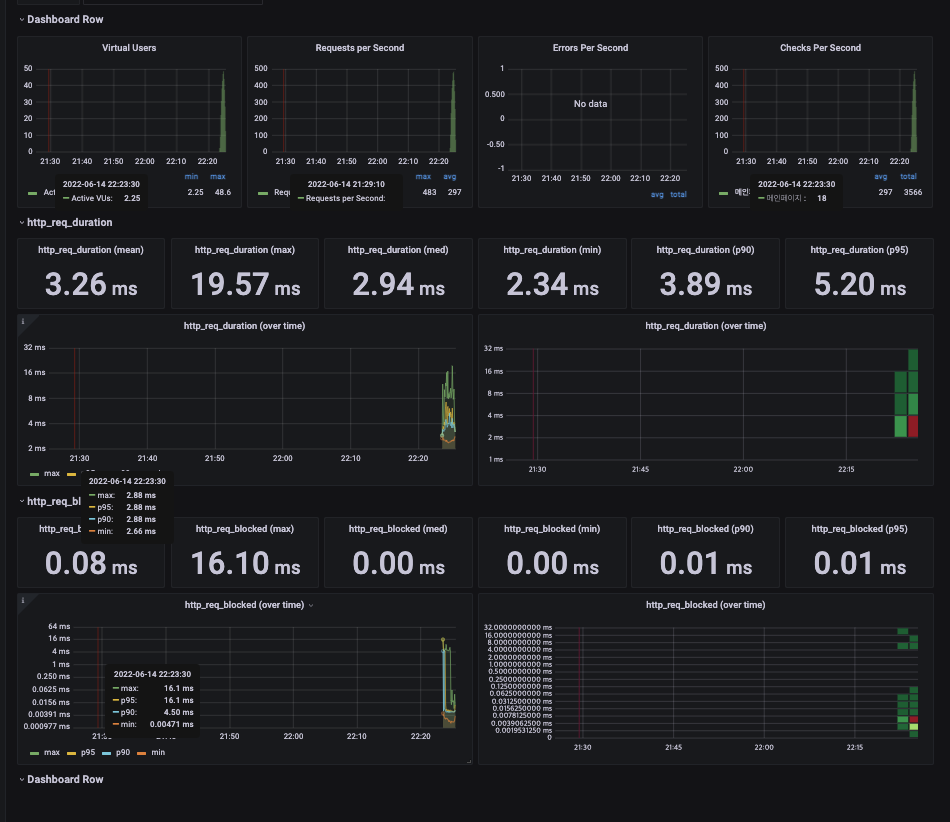 Dashboard Row
Virtual Users
50
40
30
20
10
0
21:30 21:40 21:50 22:00 22:10 22:20
min max
2.25 48.6
2022-06-14 22:23:30
Active VUs: 2.25
Requests per Second
500
400
300
200
100
0
21:30 21:40 21:50 22:00 22:10 22:20
max avg
483 297
2022-06-14 21:29:10
Requests per Second:
Errors Per Second
1
0.500
0
-0.50
-1
No data
21:30 21:40 21:50 22:00 22:10 22:20
avg total
Checks Per Second
500
400
300
200
100
0
21:30 21:40 21:50 22:00 22:10 22:20
avg total
297 3566
2022-06-14 22:23:30
메인페이지 : 18
http_req_duration
http_req_duration (mean)
3.26 ms
http_req_duration (max)
19.57 ms
http_req_duration (med)
2.94 ms
http_req_duration (min)
2.34 ms
http_req_duration (p90)
3.89 ms
http_req_duration (p95)
5.20 ms
http_req_duration (over time)
32 ms
16 ms
8 ms
4 ms
2 ms
21:30 21:40 21:50 22:00 22:10 22:20
max
2022-06-14 22:23:30
max: 2.88 ms
p95: 2.88 ms
p90: 2.88 ms
min: 2.66 ms
http_req_duration (over time)
32 ms
16 ms
8 ms
4 ms
2 ms
1 ms
21:30 21:45 22:00 22:15
http_req_bl
http_req_b
0.08 ms
http_req_blocked (max)
16.10 ms
http_req_blocked (med)
0.00 ms
http_req_blocked (min)
0.00 ms
http_req_blocked (p90)
0.01 ms
http_req_blocked (p95)
0.01 ms
http_req_blocked (over time)
64 ms
16 ms
4 ms
1 ms
0.250 ms
0.0625 ms
0.0156 ms
0.00391 ms
0.000977 ms
21:50 22:00 22:10 22:20
2022-06-14 22:23:30
max: 16.1 ms
p95: 16.1 ms
p90: 4.50 ms
min: 0.00471 ms
max p95 p90 min
http_req_blocked (over time)
32.0000000000 ms
16.0000000000 ms
8.0000000000 ms
4.0000000000 ms
2.0000000000 ms
1.0000000000 ms
0.5000000000 ms
0.2500000000 ms
0.1250000000 ms
0.0625000000 ms
0.0312500000 ms
0.0156250000 ms
0.0078125000 ms
0.0039062500 ms
0.0019531250 ms
0
21:30 21:45 22:00 22:15
Dashboard Row